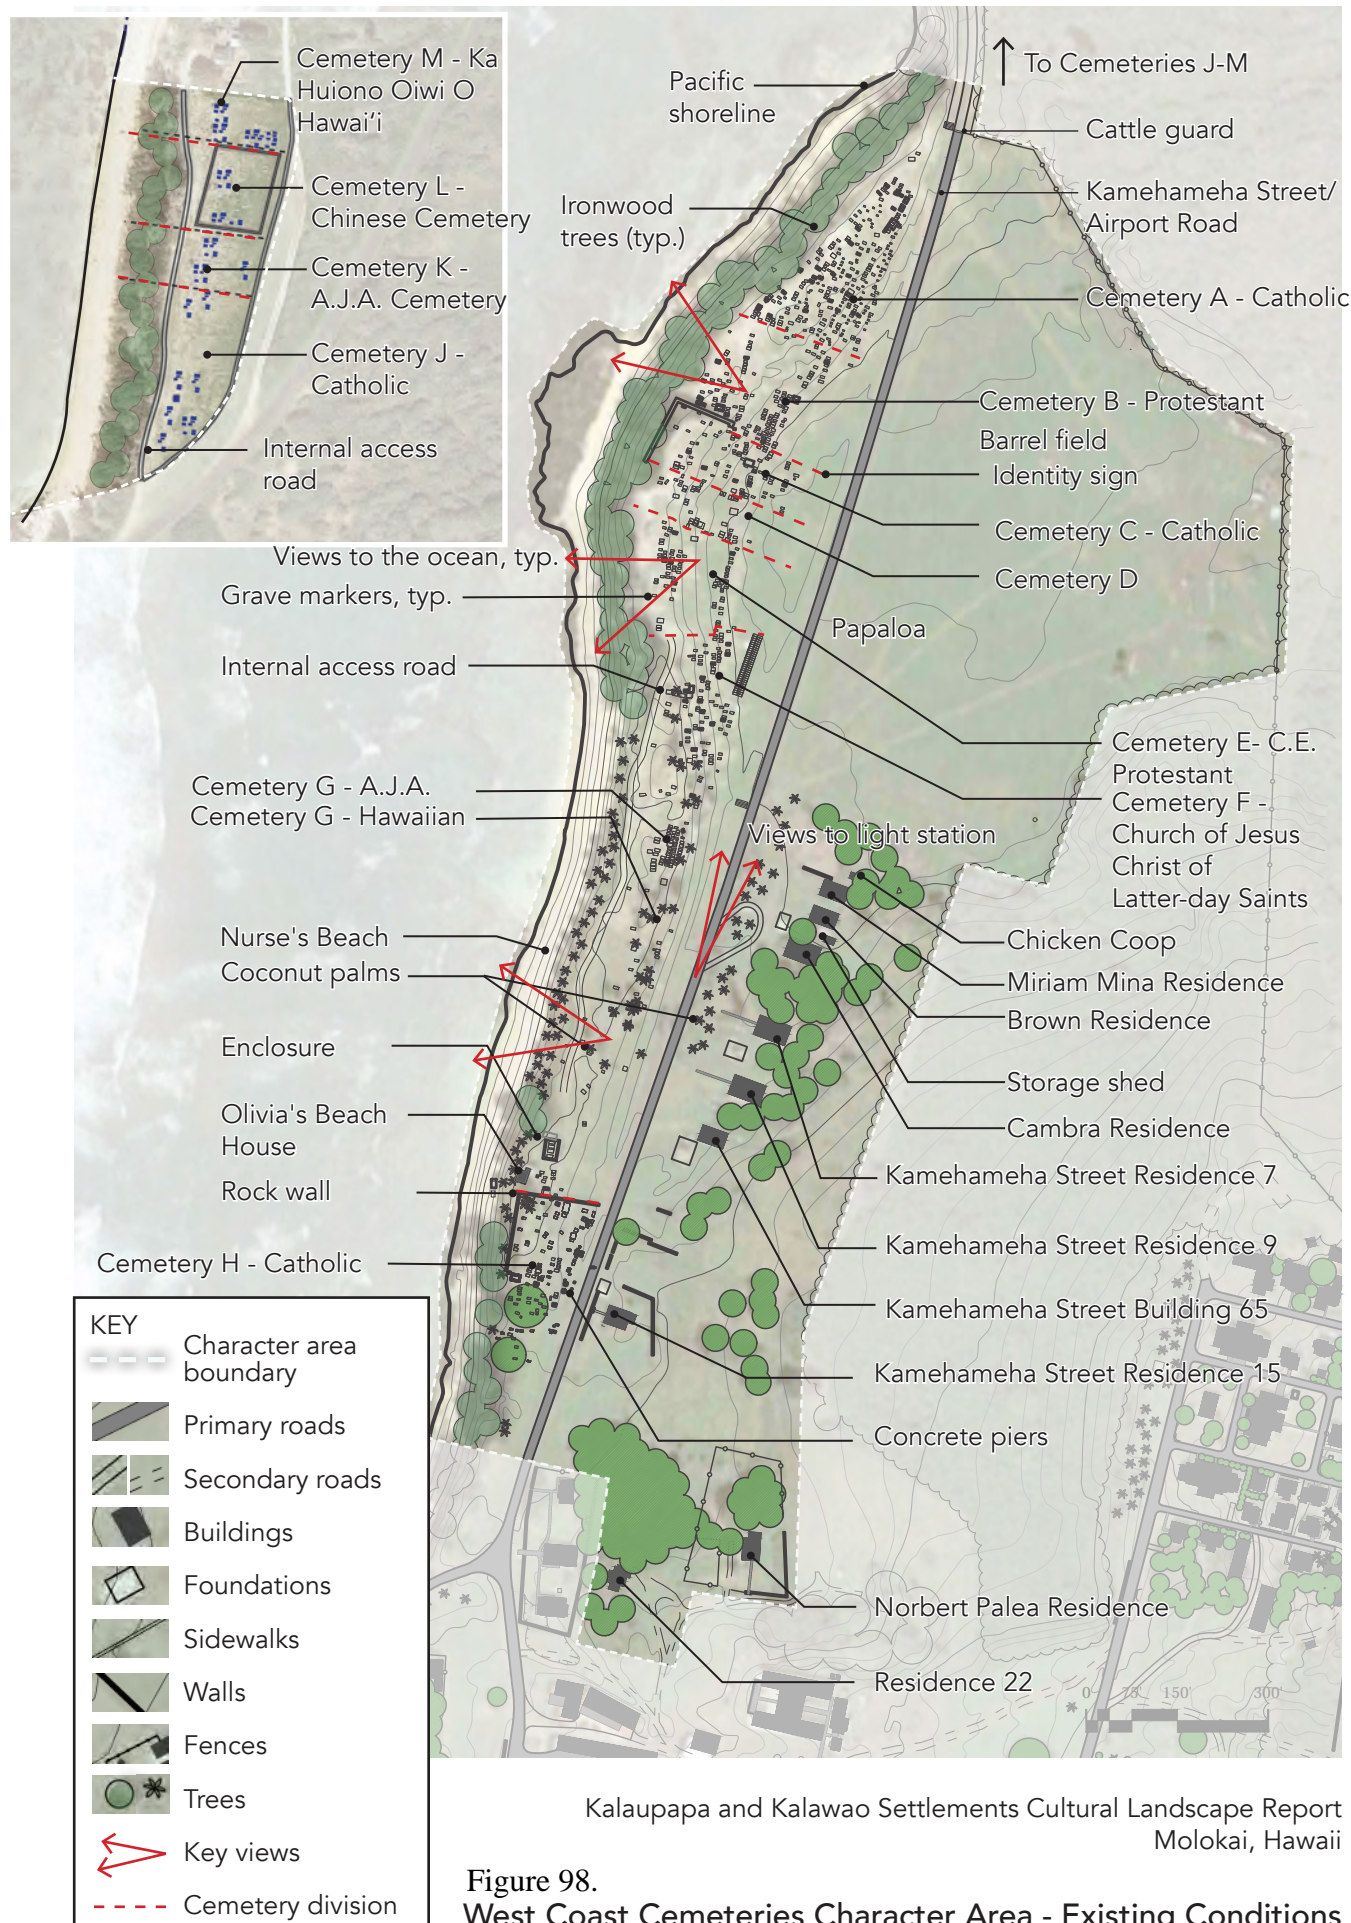 Cemetery M - Ka
Huiono Oiwi O
Hawai‘i
Cemetery L -
Chinese Cemetery
Cemetery K -
A.J.A. Cemetery
Cemetery J -
Catholic
Internal access
road
Pacific
shoreline
To Cemeteries J-M
Cattle guard
Kamehameha Street/
Airport Road
Ironwood
trees (typ.)
Cemetery A - Catholic
Cemetery B - Protestant
Barrel field
Identity sign
Cemetery C - Catholic
Cemetery D
Views to the ocean, typ.
Grave markers, typ.
Papaloa
Internal access road
Cemetery E- C.E.
Protestant
Cemetery F -
Church of Jesus
Christ of
Latter-day Saints
Cemetery G - A.J.A.
Cemetery G - Hawaiian
Views to light station
Nurse's Beach
Coconut palms
Chicken Coop
Miriam Mina Residence
Brown Residence
Enclosure
Storage shed
Olivia's Beach
House
Cambra Residence
Rock wall
Kamehameha Street Residence 7
Cemetery H - Catholic
Kamehameha Street Residence 9
Kamehameha Street Building 65
Kamehameha Street Residence 15
Concrete piers
Norbert Palea Residence
Residence 22
0 75' 150' 300'
KEY
Character area
boundary
Primary roads
Secondary roads
Buildings
Foundations
Sidewalks
Walls
Fences
Trees
Key views
Cemetery division
Kalaupapa and Kalawao Settlements Cultural Landscape Report
Molokai, Hawaii
Figure 98.
West Coast Cemeteries Character Area - Existing Conditions